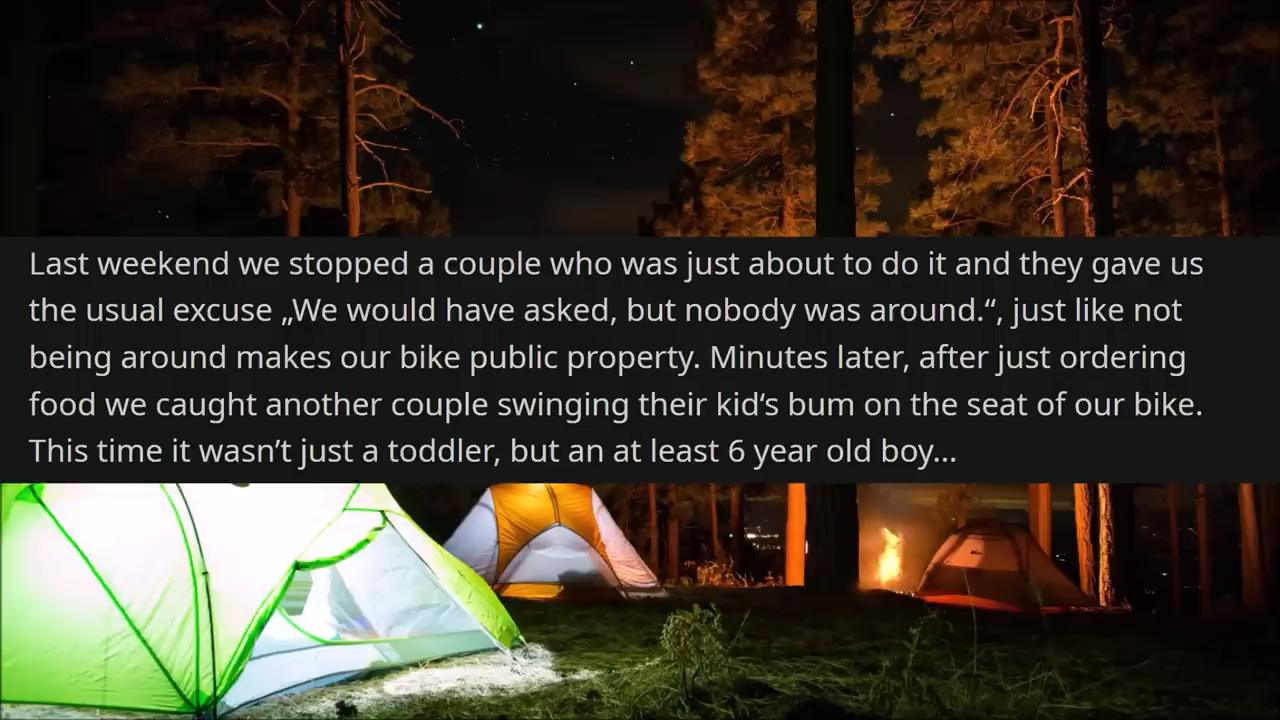 Last weekend we stopped a couple who was just about to do it and they gave us
the usual excuse „We would have asked, but nobody was around.“, just like not
being around makes our bike public property. Minutes later, after just ordering
food we caught another couple swinging their kid‘s bum on the seat of our bike.
This time it wasn’t just a toddler, but an at least 6 year old boy...